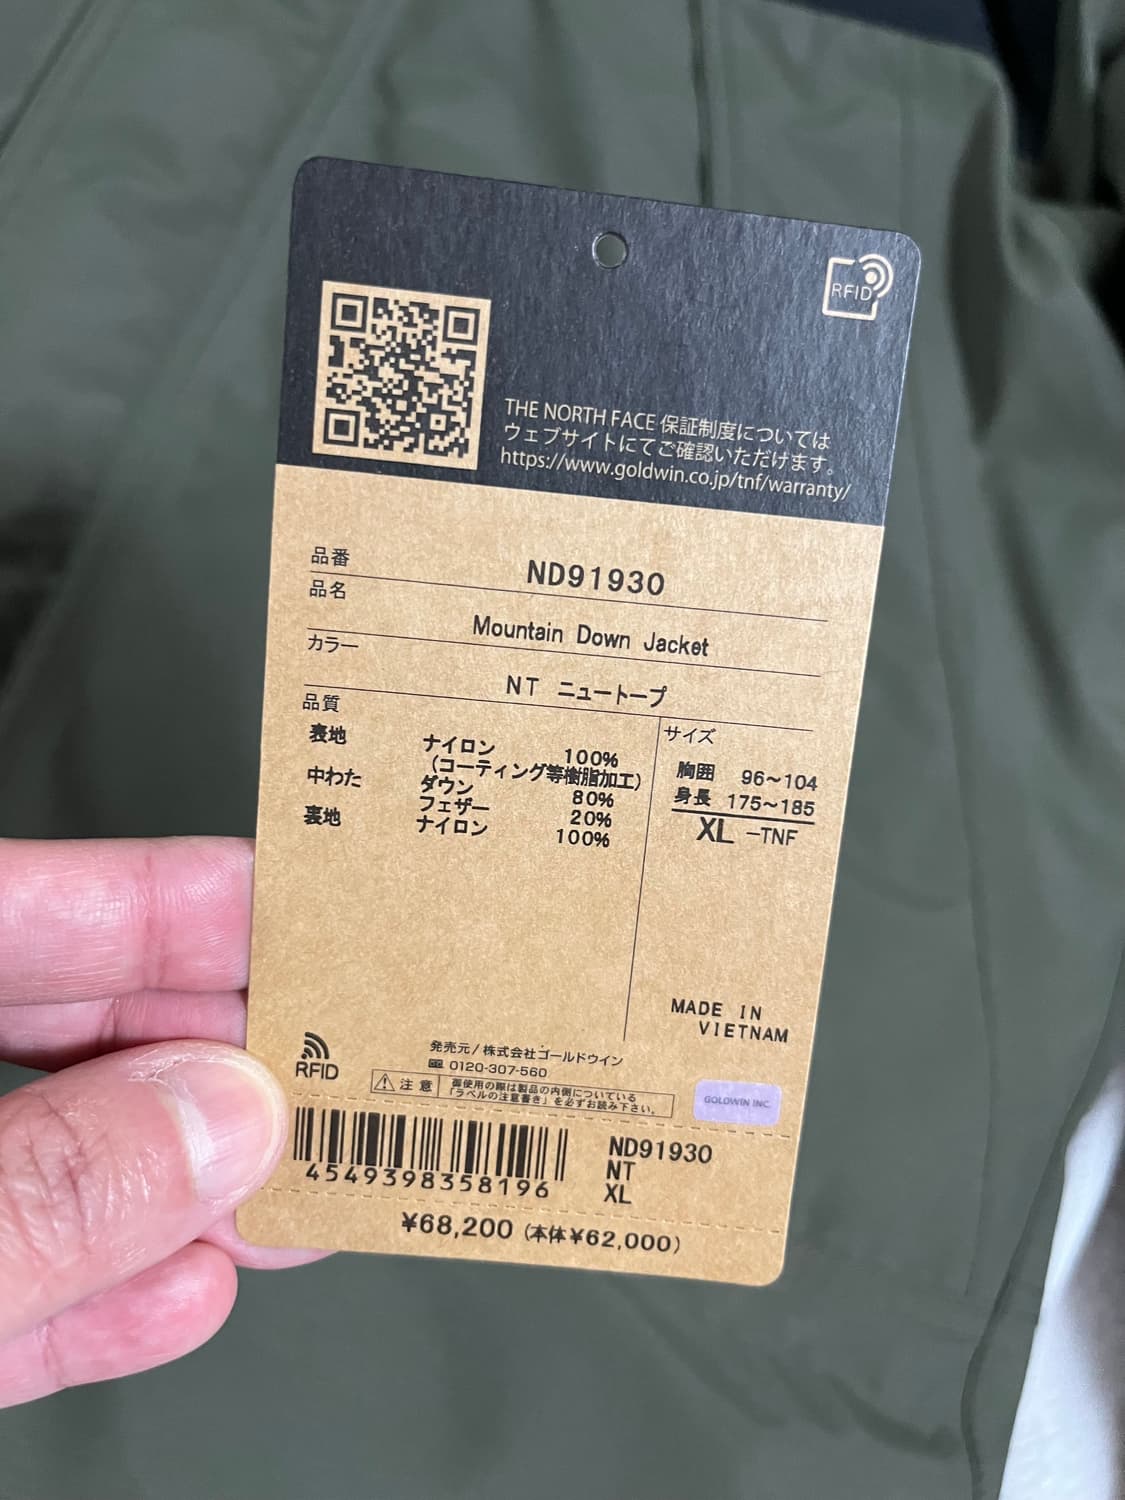 RFID
THE NORTH FACE 保証制度については
ウェブサイトにてご確認いただけます。
https://www.goldwin.co.jp/tnf/warranty/
品番
ND91930
品名
Mountain Down Jacket
カラー
NT ニュートープ
品質
表地 ナイロン 100%
(コーティング等樹脂加工)
中わた ダウン 80%
フェザー 20%
裏地 ナイロン 100%
サイズ
胸囲 96~104
身長 175~185
XL -TNF
MADE IN
VIETNAM
RFID
発売元/株式会社ゴールドウイン
0120-307-560
注意
御使用の際は製品の内側についている
「ラベルの注意書き」を必ずお読み下さい。
GOLDWIN INC.
4549398358196
ND91930
NT
XL
¥68,200 (本体¥62,000)